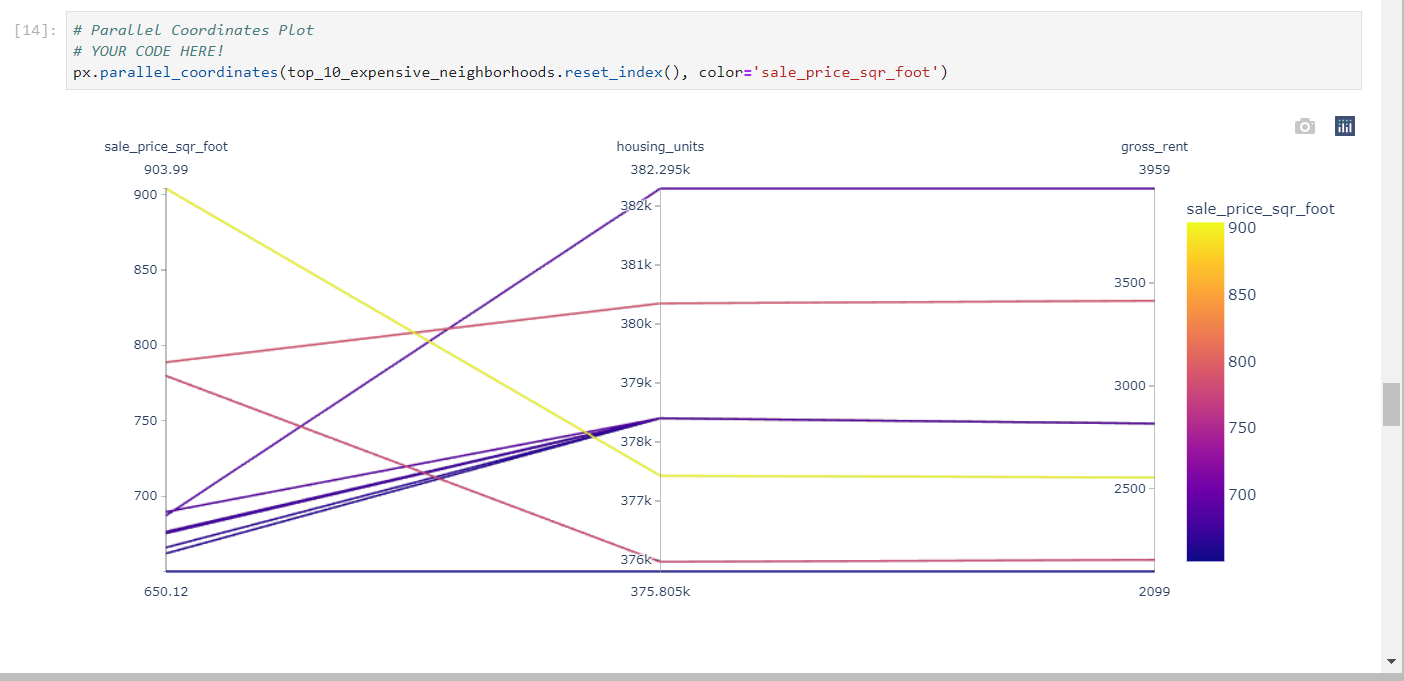 [14]:
# Parallel Coordinates Plot
# YOUR CODE HERE!
px.parallel_coordinates(top_10_expensive_neighborhoods.reset_index(), color='sale_price_sqr_foot')
sale_price_sqr_foot
903.99
900
850
800
750
700
650.12
housing_units
382.295k
382k
381k
380k
379k
378k
377k
376k
375.805k
gross_rent
3959
3500
3000
2500
2099
sale_price_sqr_foot
900
850
800
750
700